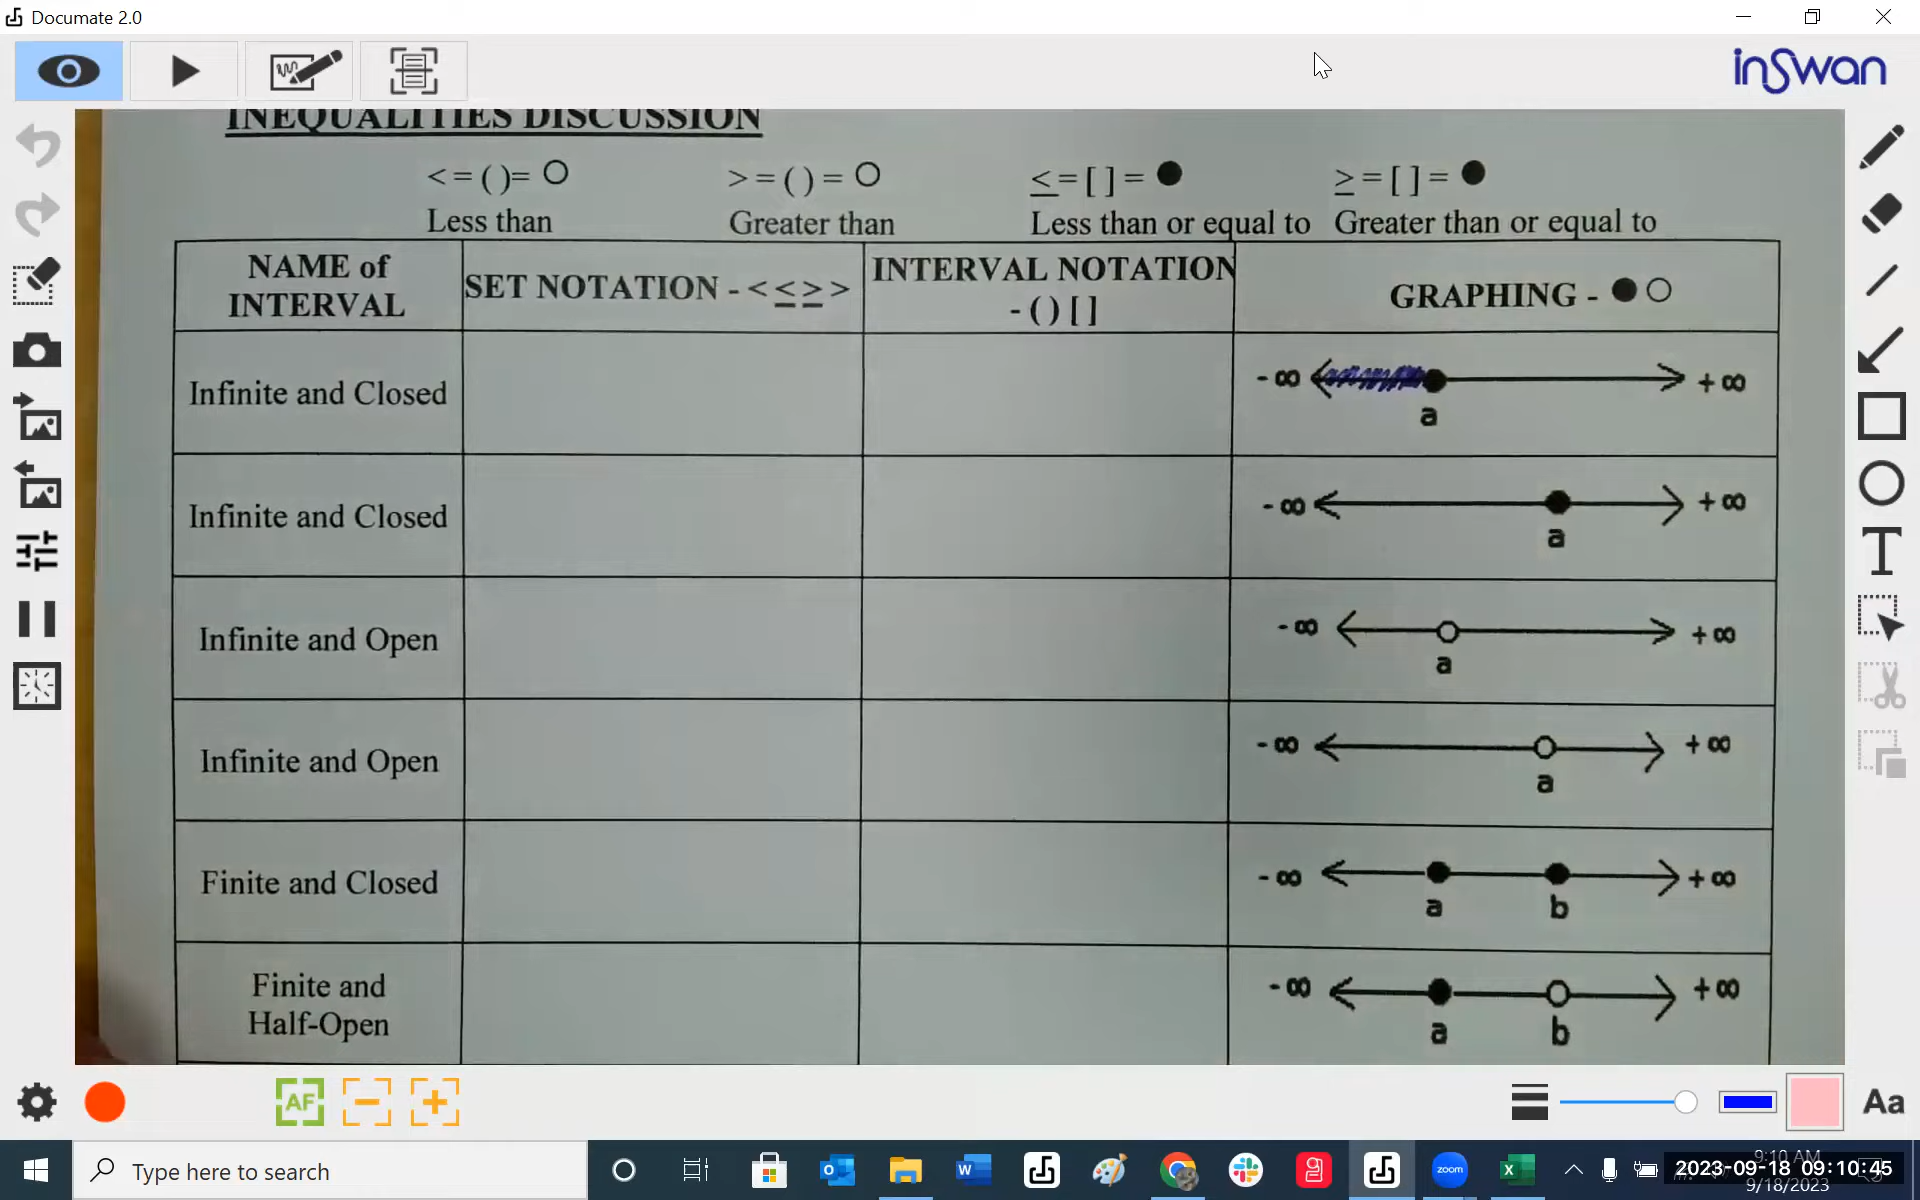 Documate 2.0
inSwan
INEQUALITIES DISCUSSION
< = ( )= ○ > = ( ) = ○ ≤ = [ ] = ● ≥ = [ ] = ●
Less than Greater than Less than or equal to Greater than or equal to
NAME of
INTERVAL
SET NOTATION - < ≤ ≥ >
INTERVAL NOTATION
- ( ) [ ]
GRAPHING - ● ○
Infinite and Closed
- ∞ + ∞
a
Infinite and Closed
- ∞ + ∞
a
Infinite and Open
- ∞ + ∞
a
Infinite and Open
- ∞ + ∞
a
Finite and Closed
- ∞ + ∞
a b
Finite and
Half-Open
- ∞ + ∞
a b
AF
Aa
Type here to search
zoom
9:10 AM
2023-09-18 09:10:45
9/18/2023